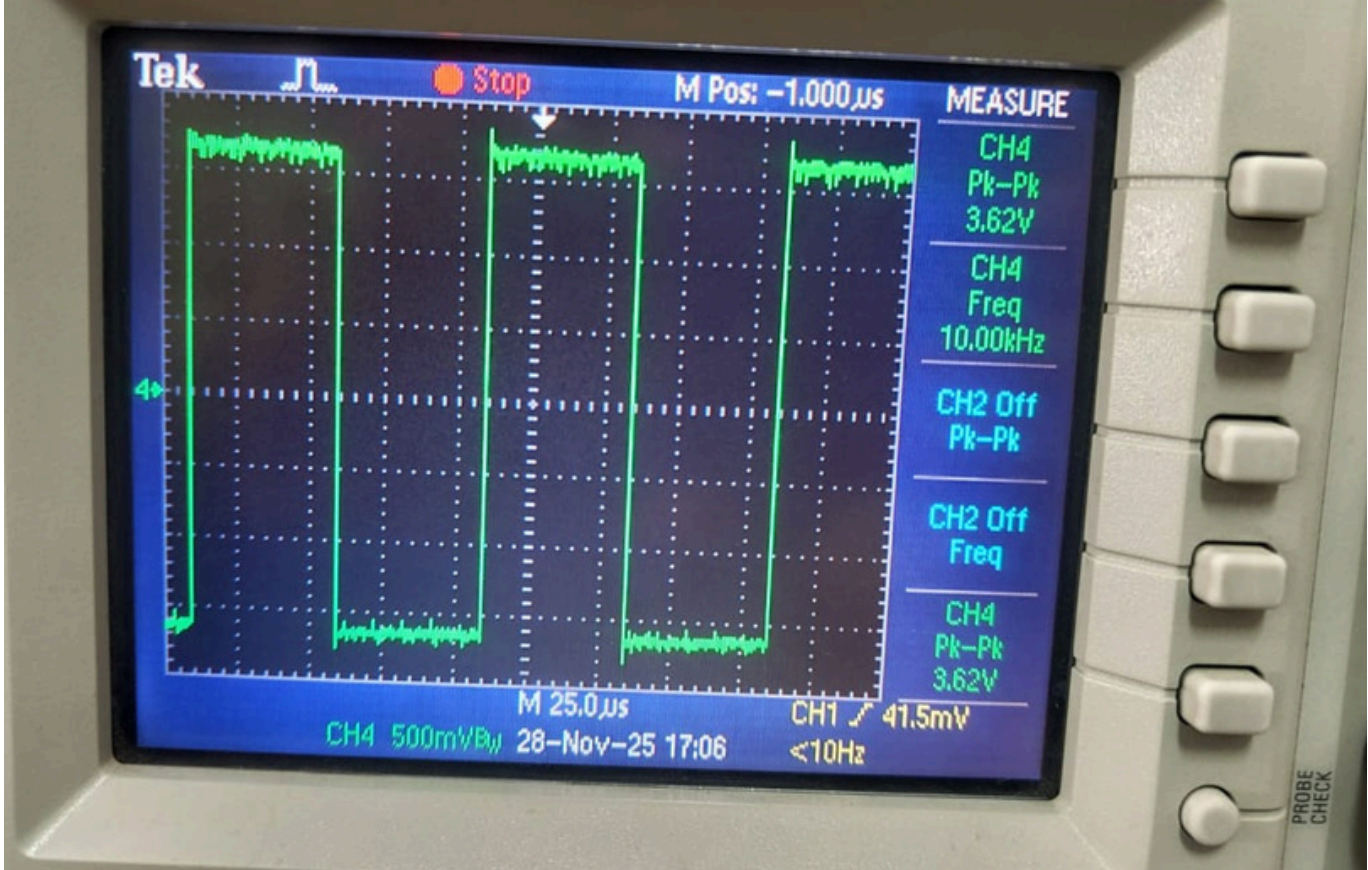 Tek Stop M Pos: -1.000µs MEASURE
CH4
Pk-Pk
3.62V
CH4
Freq
10.00kHz
CH2 Off
Pk-Pk
CH2 Off
Freq
CH4
Pk-Pk
3.62V
4
M 25.0µs CH1 41.5mV
CH4 500mVBW 28-Nov-25 17:06 <10Hz
PROBE
CHECK